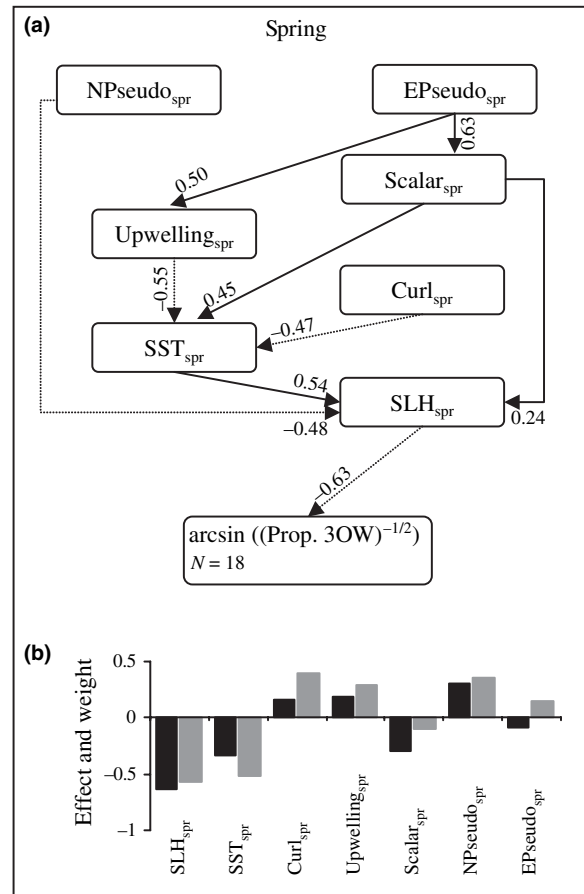 (a)
Spring
NPseudo_spr
EPseudo_spr
0.63
Scalar_spr
0.50
Upwelling_spr
−0.55
0.45
Curl_spr
−0.47
SST_spr
0.54
SLH_spr
0.24
−0.48
−0.63
arcsin ((Prop. 3OW)^−1/2)
N = 18
(b)
Effect and weight
0.5
0
−0.5
−1
SLH_spr
SST_spr
Curl_spr
Upwelling_spr
Scalar_spr
NPseudo_spr
EPseudo_spr